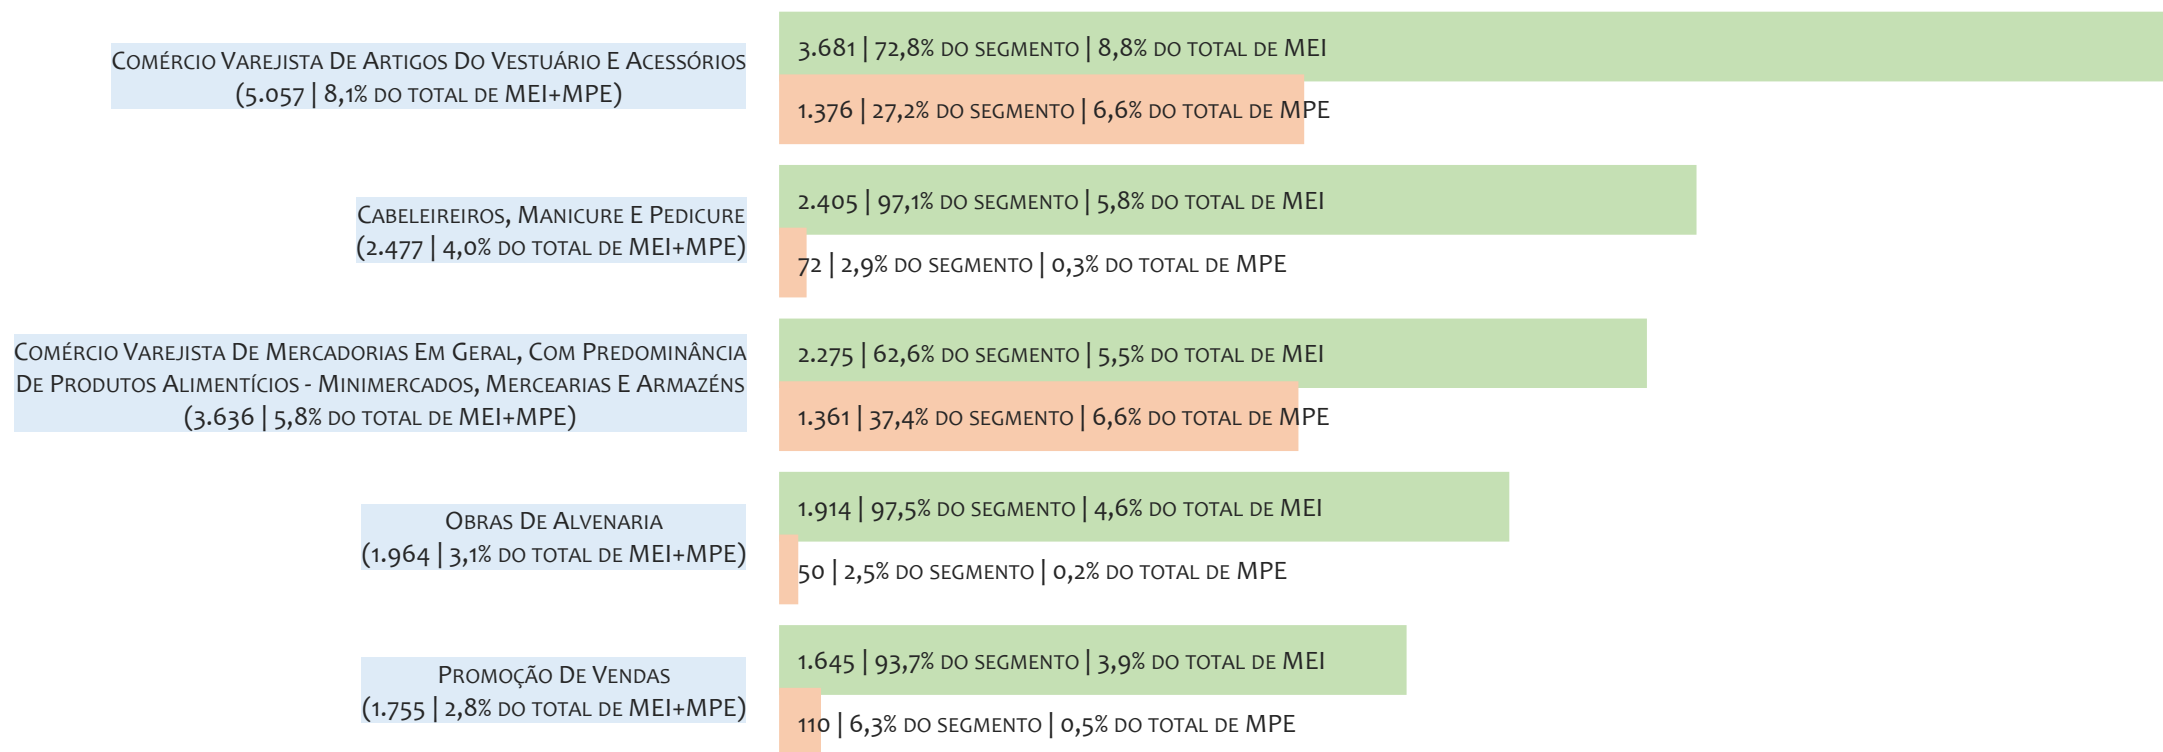 Comércio Varejista De Artigos Do Vestuário E Acessórios
(5.057 | 8,1% do total de MEI+MPE)
3.681 | 72,8% do segmento | 8,8% do total de MEI
1.376 | 27,2% do segmento | 6,6% do total de MPE
Cabeleireiros, Manicure E Pedicure
(2.477 | 4,0% do total de MEI+MPE)
2.405 | 97,1% do segmento | 5,8% do total de MEI
72 | 2,9% do segmento | 0,3% do total de MPE
Comércio Varejista De Mercadorias Em Geral, Com Predominância
De Produtos Alimentícios - Minimercados, Mercearias E Armazéns
(3.636 | 5,8% do total de MEI+MPE)
2.275 | 62,6% do segmento | 5,5% do total de MEI
1.361 | 37,4% do segmento | 6,6% do total de MPE
Obras De Alvenaria
(1.964 | 3,1% do total de MEI+MPE)
1.914 | 97,5% do segmento | 4,6% do total de MEI
50 | 2,5% do segmento | 0,2% do total de MPE
Promoção De Vendas
(1.755 | 2,8% do total de MEI+MPE)
1.645 | 93,7% do segmento | 3,9% do total de MEI
110 | 6,3% do segmento | 0,5% do total de MPE